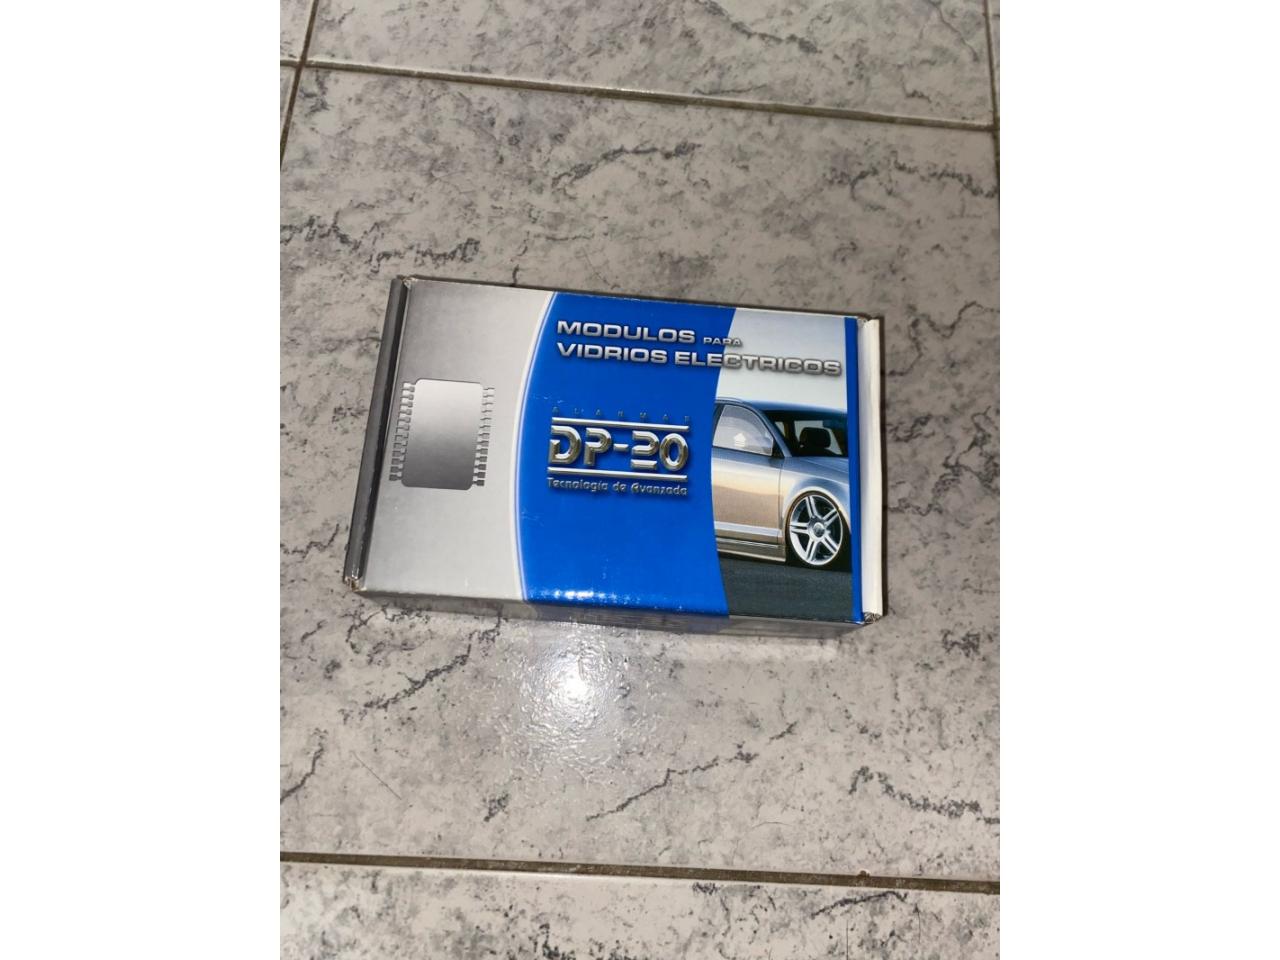 MODULOS PARA
VIDRIOS ELECTRICOS
ALARMAS
DP-20
Tecnología de Avanzada